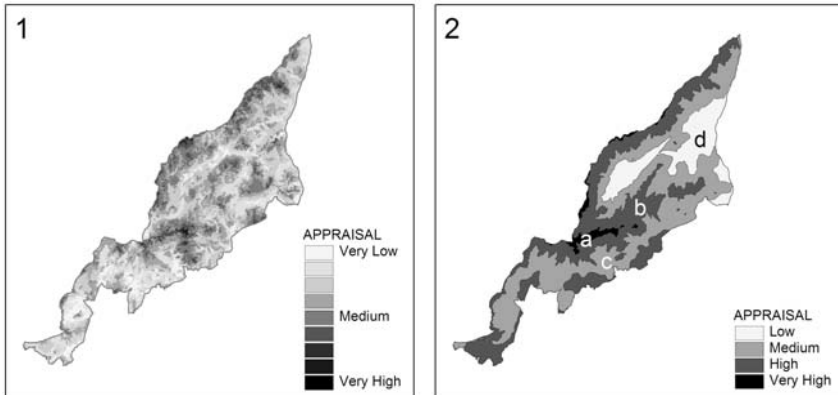 1
APPRAISAL
Very Low
Medium
Very High
2
d
b
a
c
APPRAISAL
Low
Medium
High
Very High